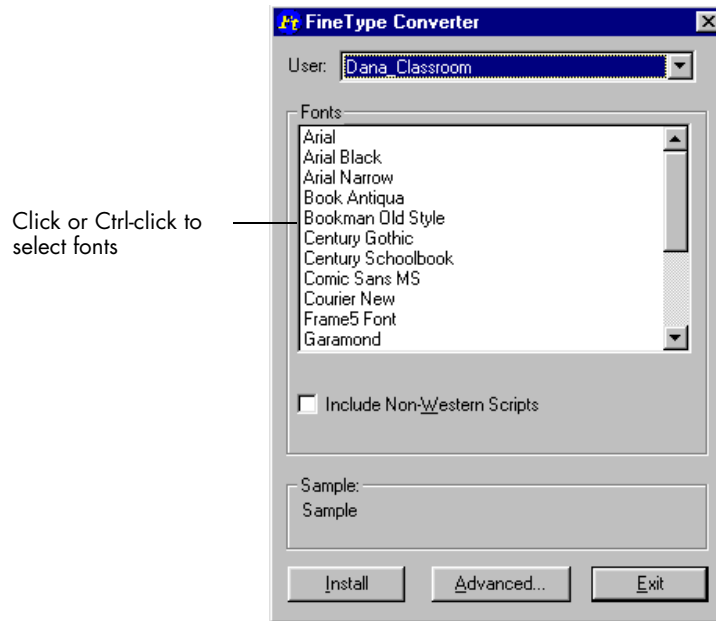 FineType Converter
User: Dana_Classroom
Fonts
Arial
Arial Black
Arial Narrow
Book Antiqua
Bookman Old Style
Century Gothic
Century Schoolbook
Comic Sans MS
Courier New
Frame5 Font
Garamond
Click or Ctrl-click to
select fonts
Include Non-Western Scripts
Sample:
Sample
Install Advanced... Exit